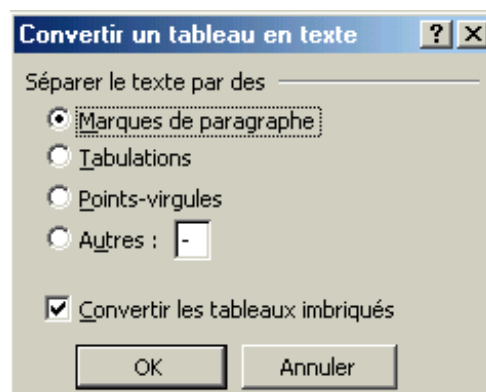 Convertir un tableau en texte ? X
Séparer le texte par des
Marques de paragraphe
Tabulations
Points-virgules
Autres : -
Convertir les tableaux imbriqués
OK Annuler